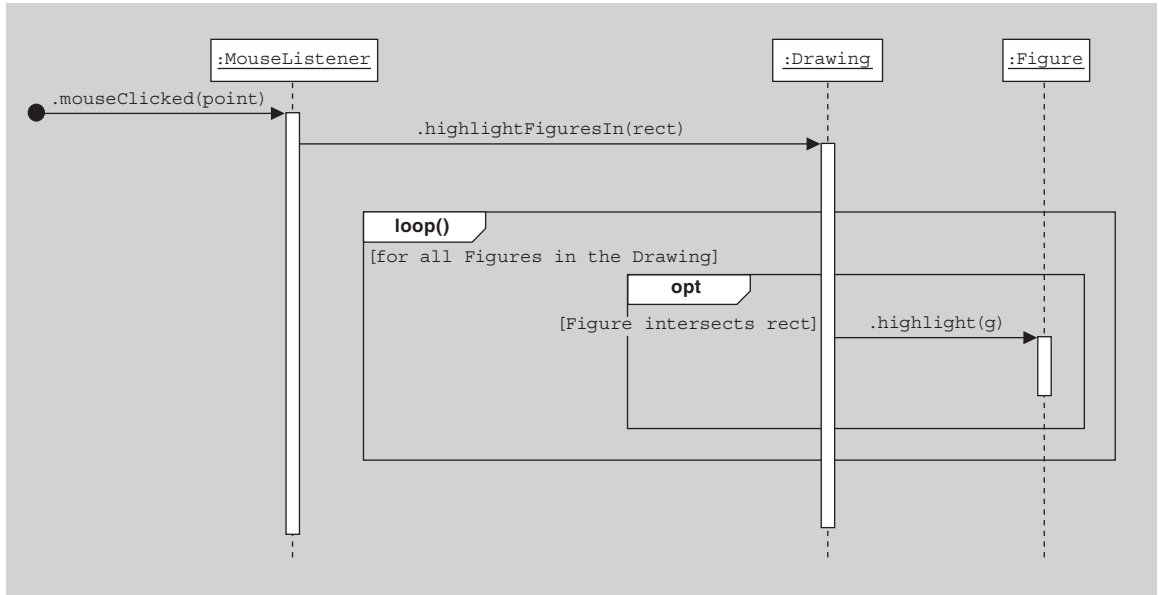 :MouseListener
:Drawing
:Figure
.mouseClicked(point)
.highlightFiguresIn(rect)
loop()
[for all Figures in the Drawing]
opt
[Figure intersects rect]
.highlight(g)